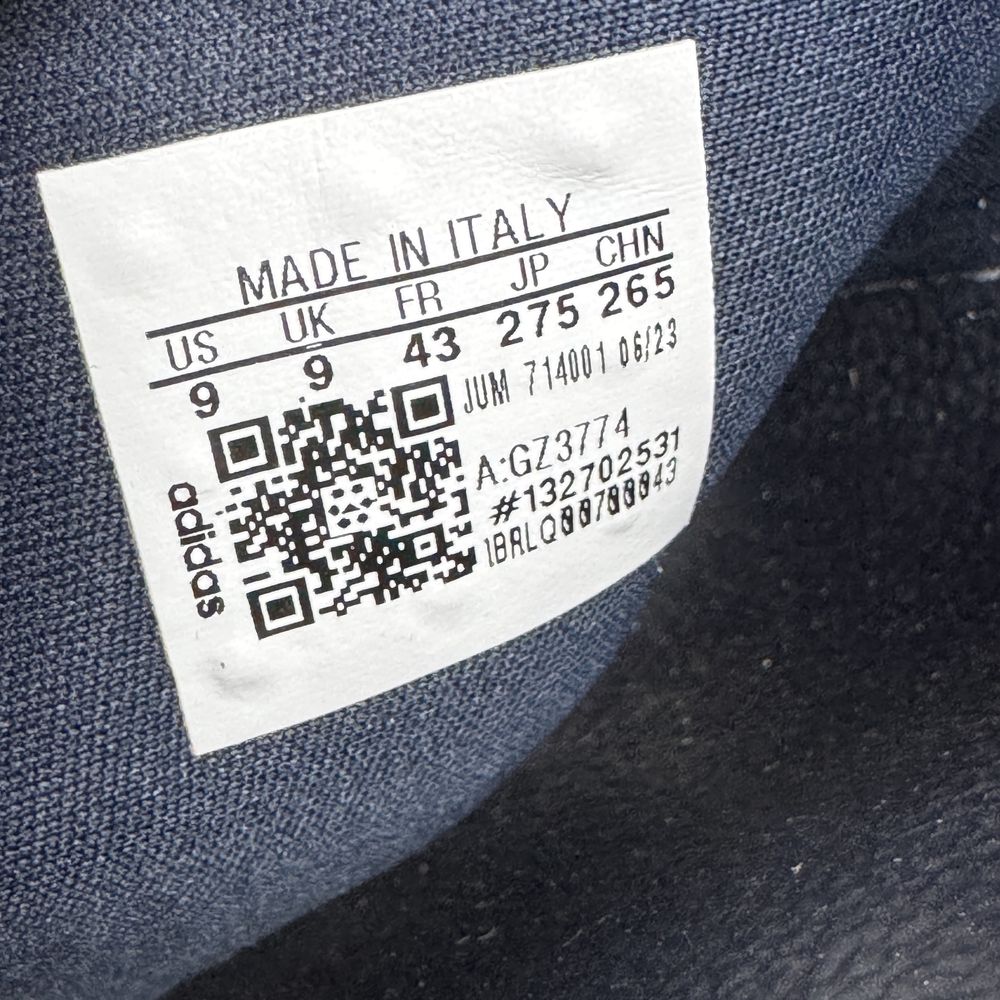 MADE IN ITALY
US UK FR JP CHN
9 9 43 275 265
JUM 714001 06/23
A:GZ3774
#132702531
adidas